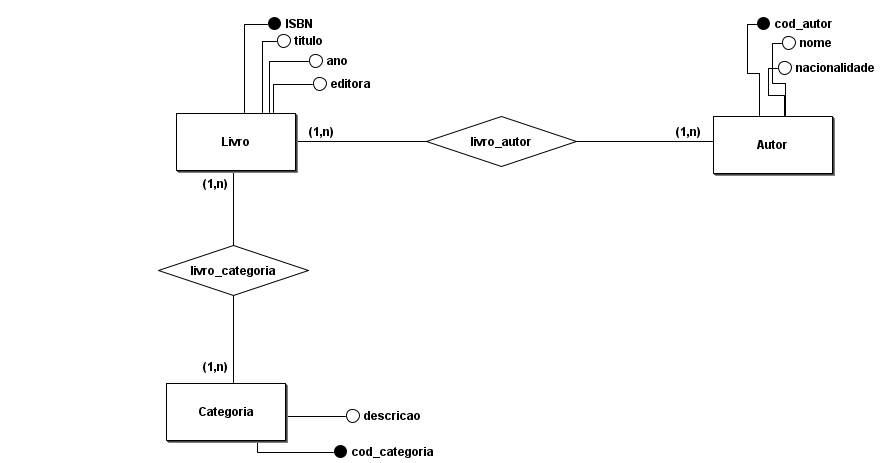 ISBN
titulo
ano
editora
cod_autor
nome
nacionalidade
Livro
(1,n)
livro_autor
(1,n)
Autor
(1,n)
livro_categoria
(1,n)
Categoria
descricao
cod_categoria